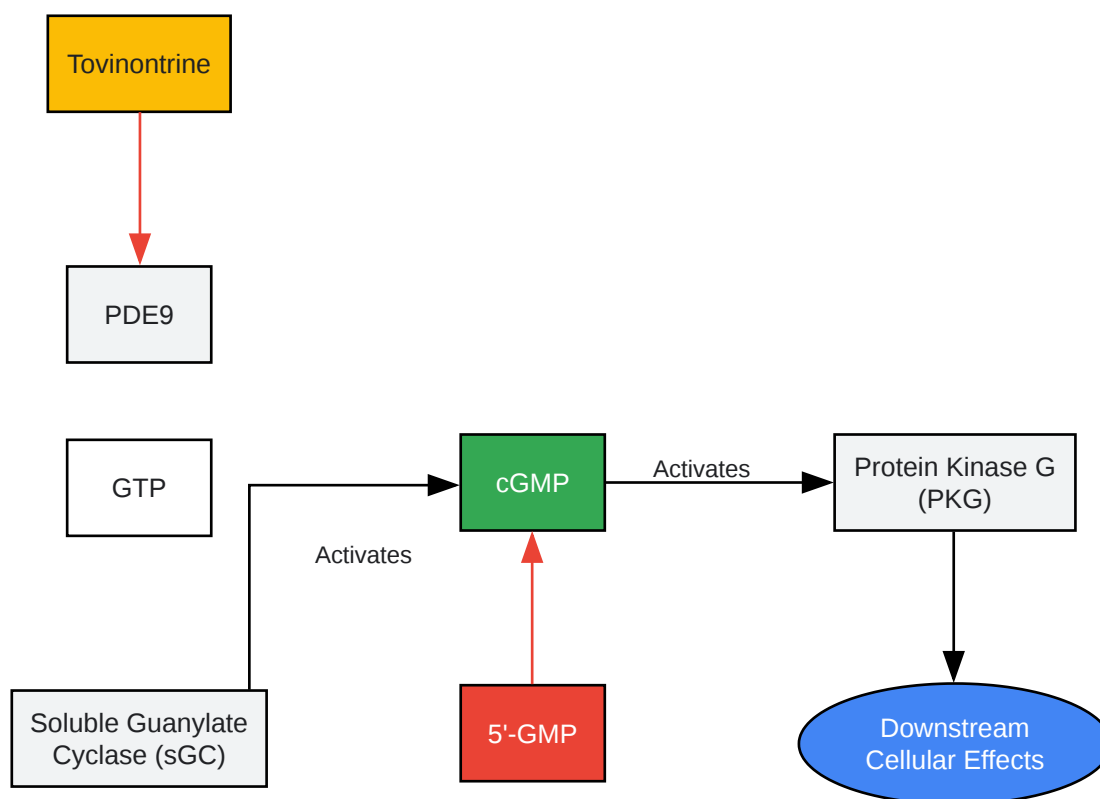 Tovinontrine
PDE9
GTP
cGMP
Activates
Protein Kinase G
(PKG)
Activates
Soluble Guanylate
Cyclase (sGC)
5'-GMP
Downstream
Cellular Effects